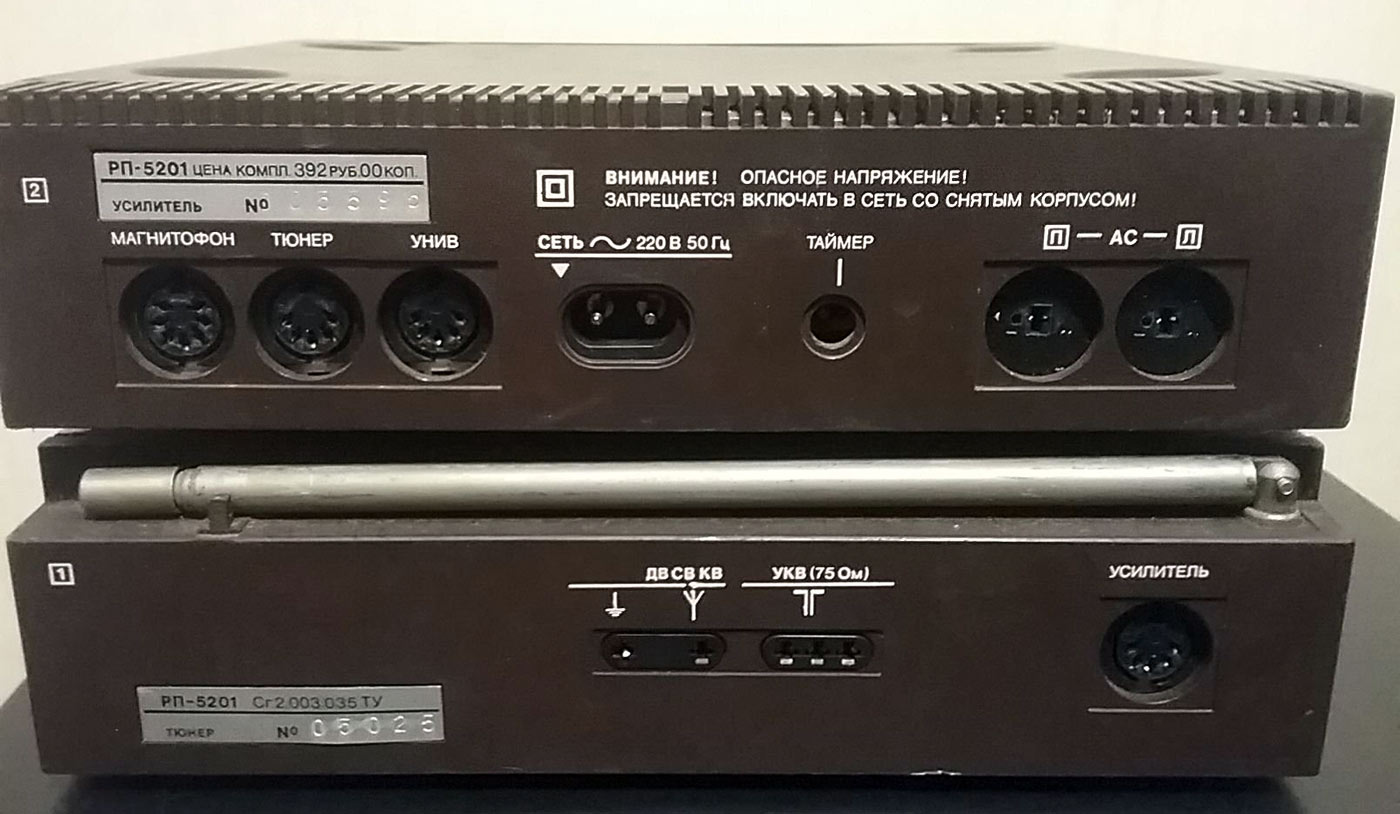 2
РП-5201 ЦЕНА КОМПЛ. 392 РУБ. 00 КОП.
УСИЛИТЕЛЬ №
МАГНИТОФОН ТЮНЕР УНИВ
ВНИМАНИЕ! ОПАСНОЕ НАПРЯЖЕНИЕ!
ЗАПРЕЩАЕТСЯ ВКЛЮЧАТЬ В СЕТЬ СО СНЯТЫМ КОРПУСОМ!
СЕТЬ 220 В 50 Гц
ТАЙМЕР
П — АС — Л
1
ДВ СВ КВ
УКВ (75 Ом)
УСИЛИТЕЛЬ
РП-5201 Сг2.003.035 ТУ
ТЮНЕР № 05025